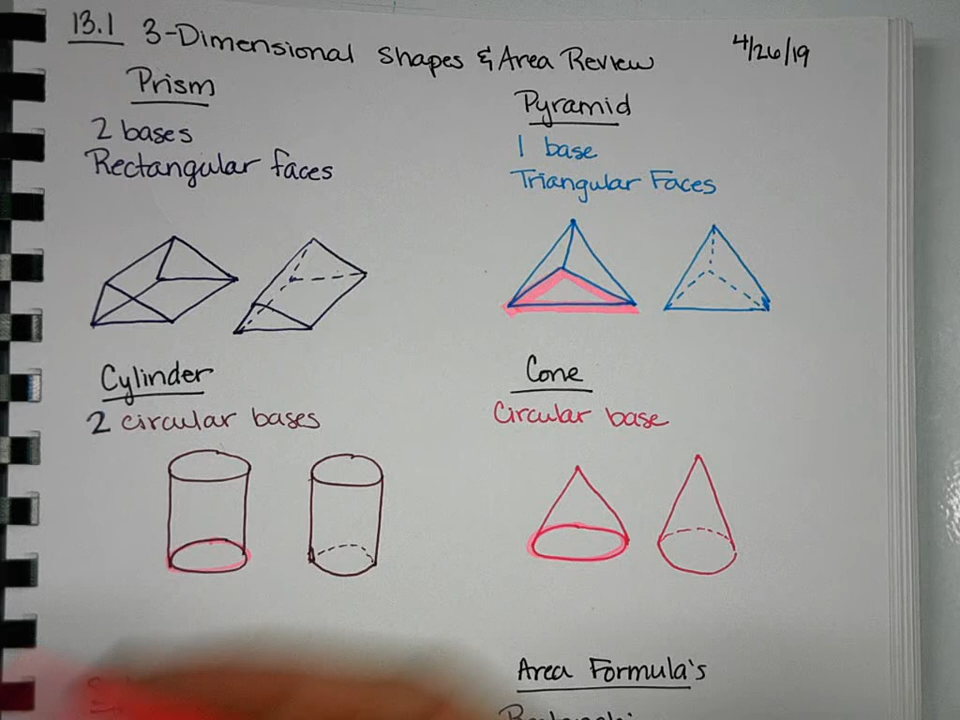 13.1 3-Dimensional Shapes & Area Review 4/26/19
Prism
2 bases
Rectangular faces
Pyramid
1 base
Triangular Faces
Cylinder
2 circular bases
Cone
Circular base
Area Formula's